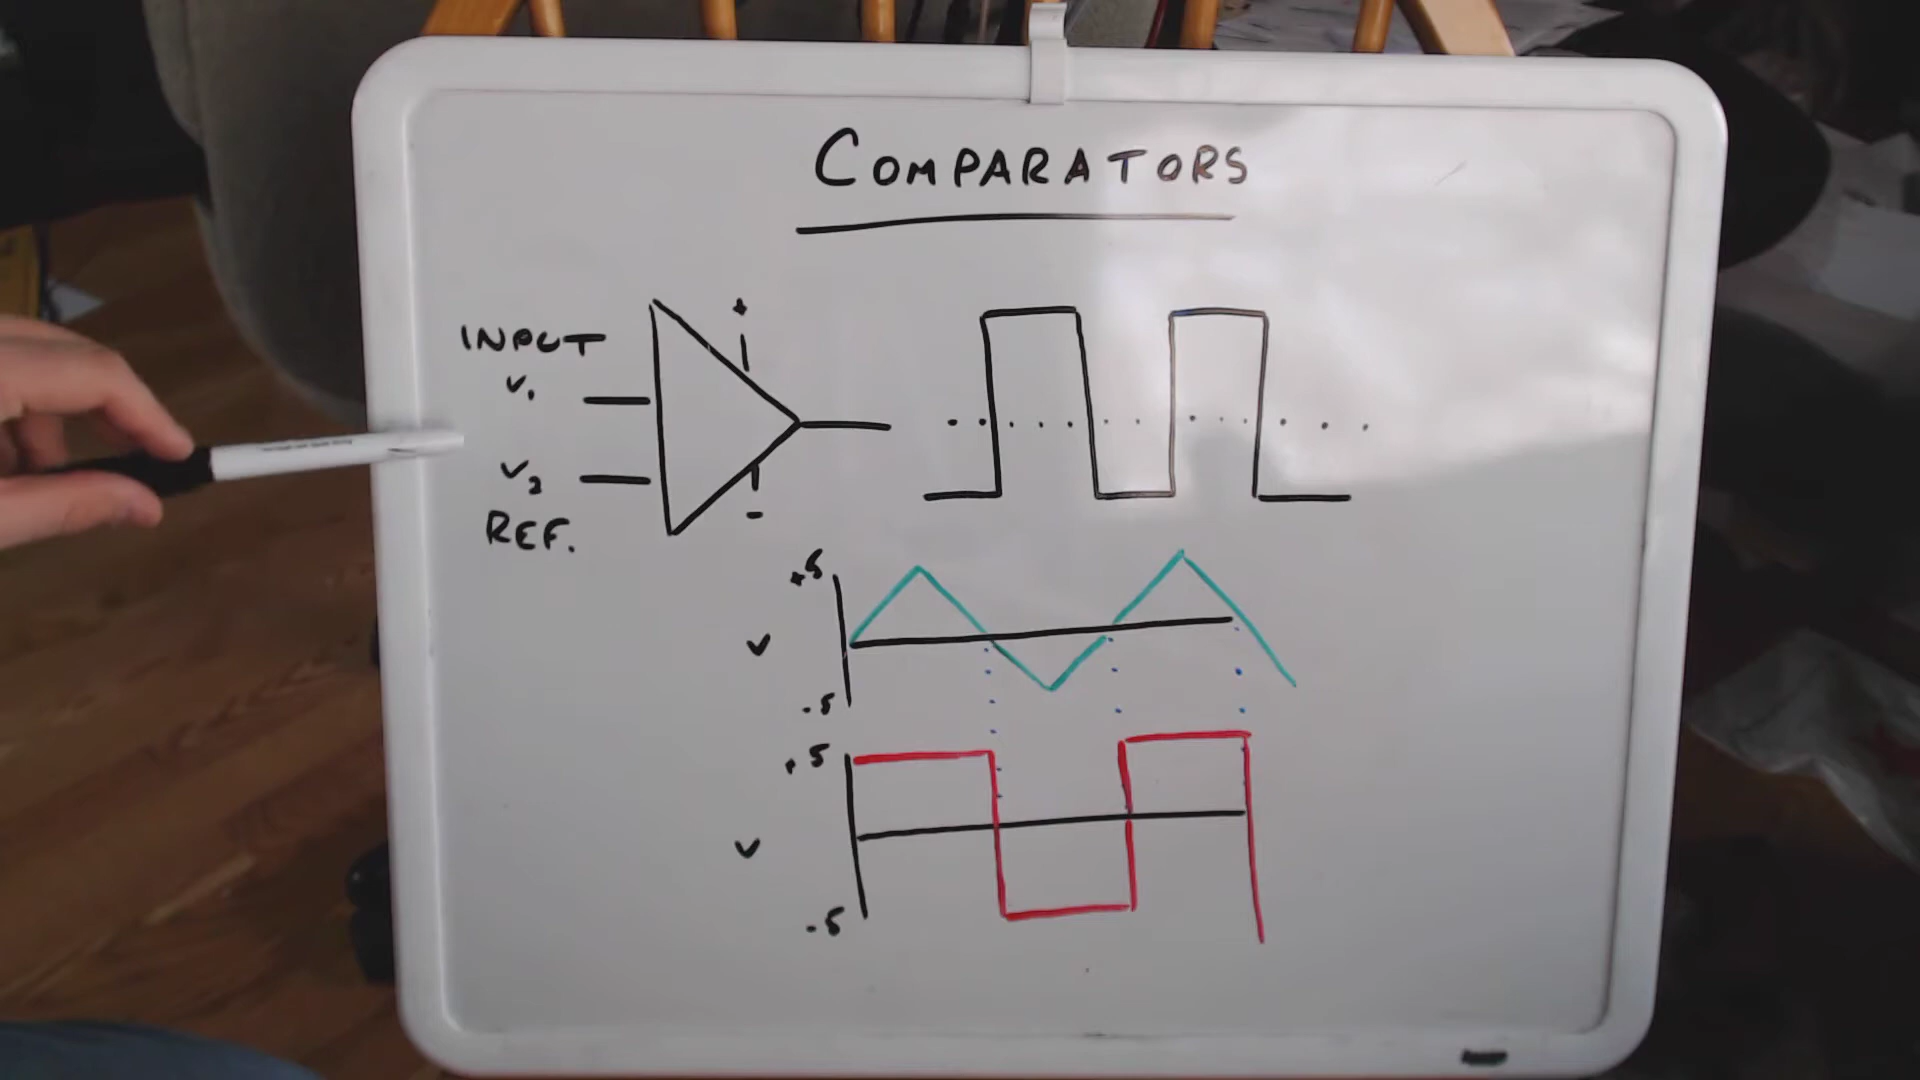 COMPARATORS
+
INPUT
V1
V2
REF.
-
+5
V
-5
+5
V
-5